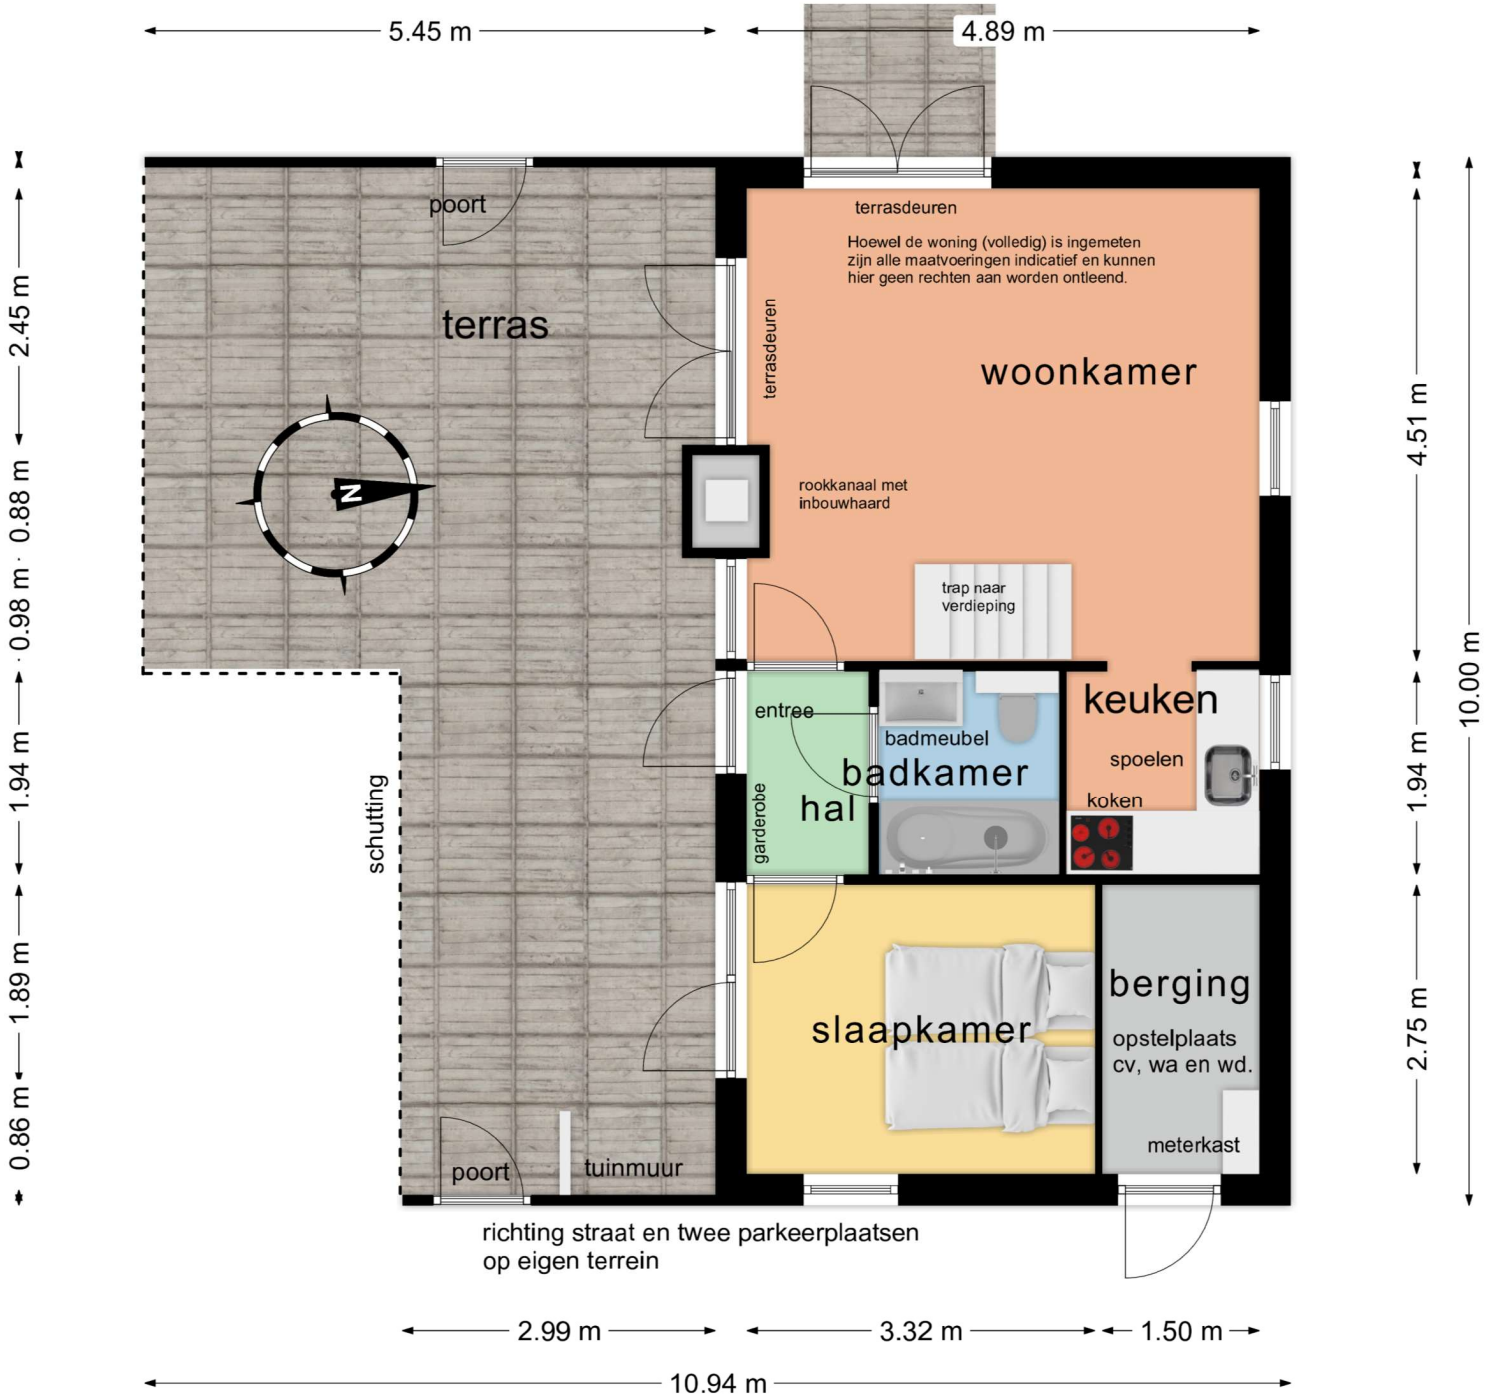 5.45 m
4.89 m
poort
terrasdeuren
Hoewel de woning (volledig) is ingemeten
zijn alle maatvoeringen indicatief en kunnen
hier geen rechten aan worden ontleend.
2.45 m
terras
terrasdeuren
woonkamer
4.51 m
N
0.88 m
rookkanaal met
inbouwhaard
0.98 m
trap naar
verdieping
10.00 m
keuken
entree
badmeubel
spoelen
1.94 m
badkamer
1.94 m
koken
hal
garderobe
schutting
1.89 m
berging
slaapkamer
opstelplaats
cv, wa en wd.
2.75 m
0.86 m
meterkast
poort
tuinmuur
richting straat en twee parkeerplaatsen
op eigen terrein
2.99 m
3.32 m
1.50 m
10.94 m